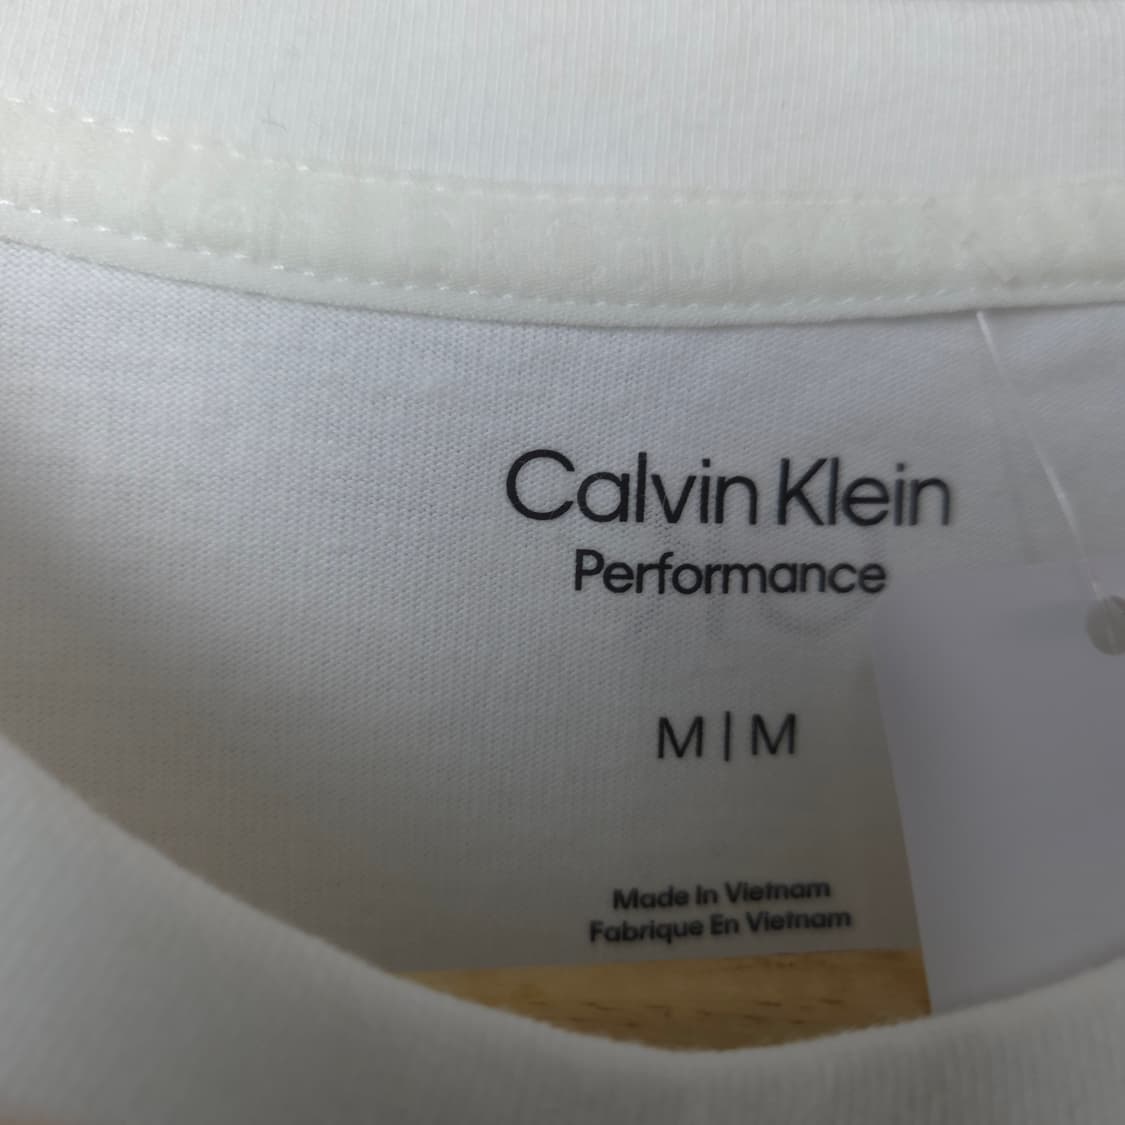 Calvin Klein
Performance
M | M
Made In Vietnam
Fabrique En Vietnam